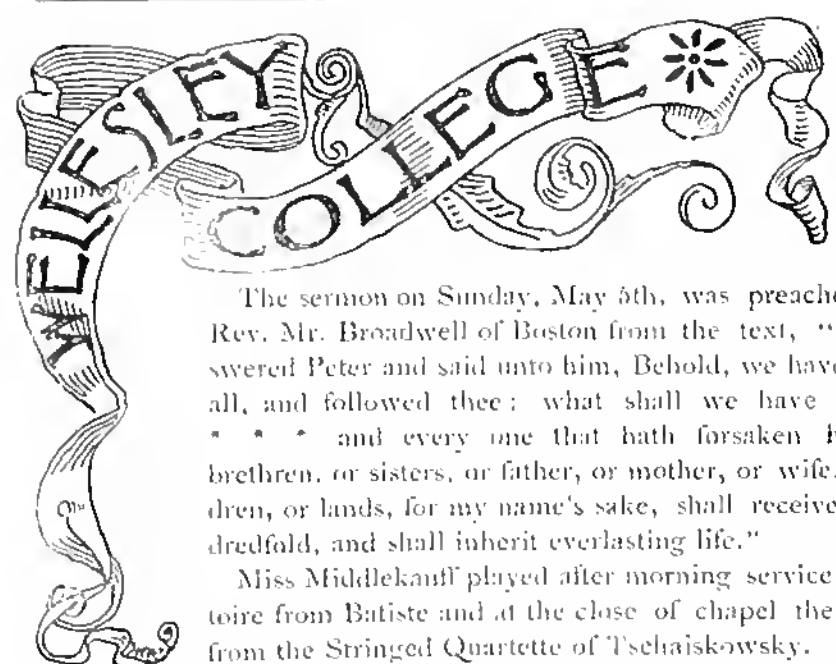 WELLESLEY
COLLEGE
The sermon on Sunday, May 5th, was preache
Rev. Mr. Broadwell of Boston from the text, "
swered Peter and said unto him, Behold, we have
all, and followed thee; what shall we have
* * * and every one that hath forsaken h
brethren, or sisters, or father, or mother, or wife,
dren, or lands, for my name's sake, shall receive
dredfold, and shall inherit everlasting life."
Miss Middlekauff played after morning service
toire from Batiste and at the close of chapel the
from the Stringed Quartette of Tschaiskowsky.